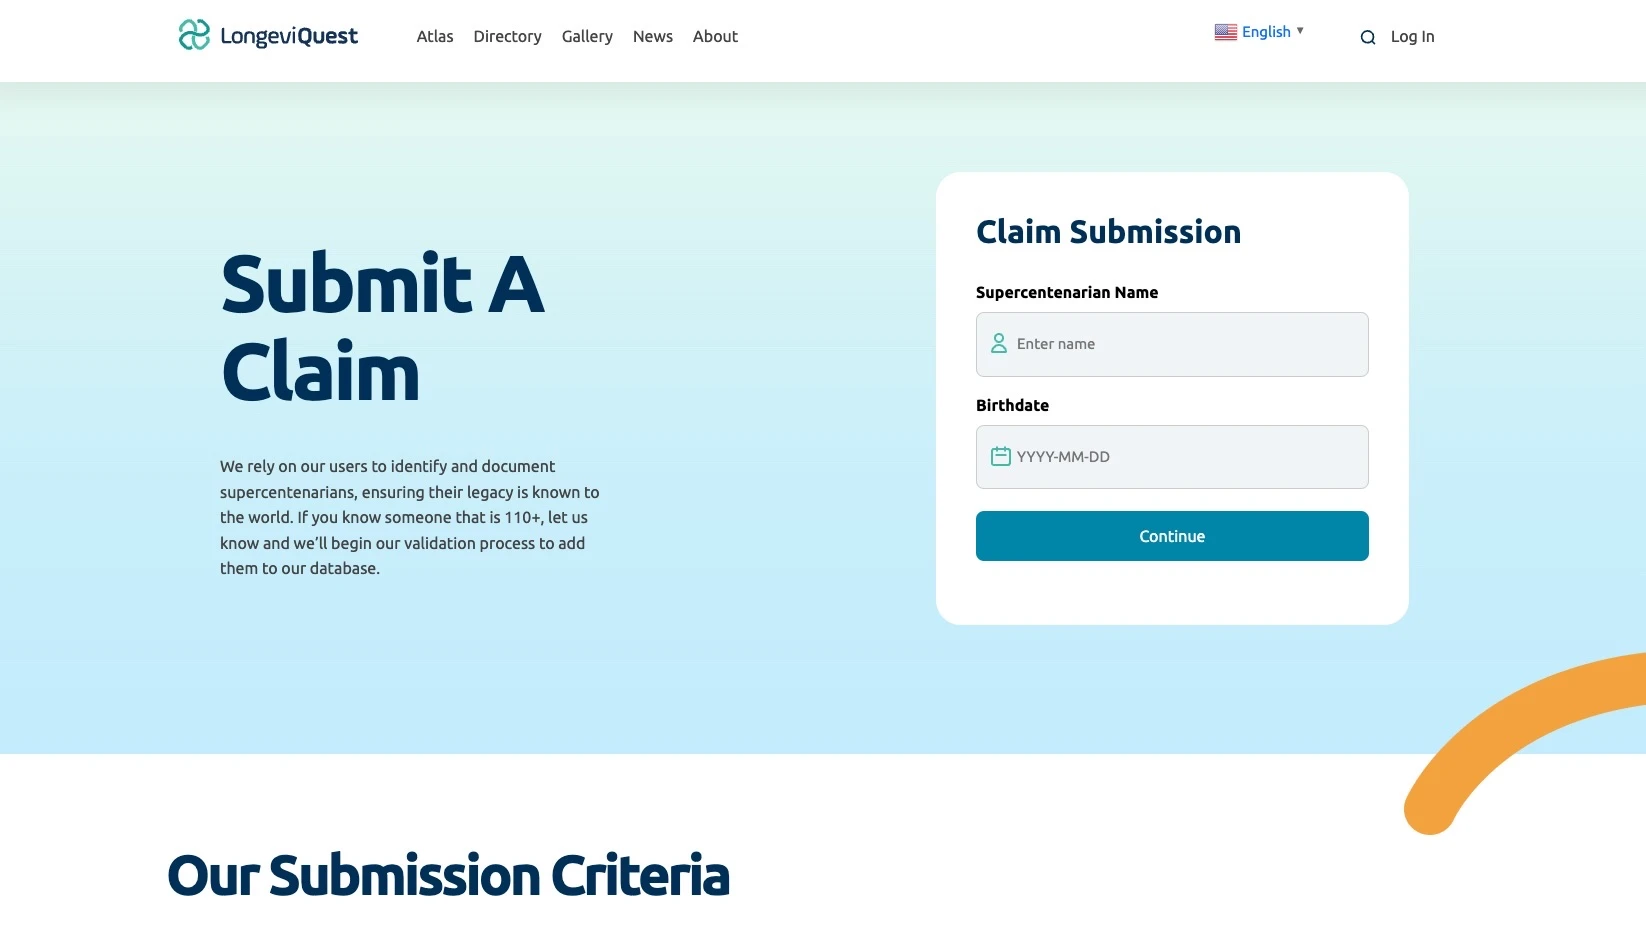 LongeviQuest
Atlas
Directory
Gallery
News
About
English ▼
Log In
Submit A
Claim
We rely on our users to identify and document
supercentenarians, ensuring their legacy is known to
the world. If you know someone that is 110+, let us
know and we’ll begin our validation process to add
them to our database.
Claim Submission
Supercentenarian Name
Enter name
Birthdate
YYYY-MM-DD
Continue
Our Submission Criteria